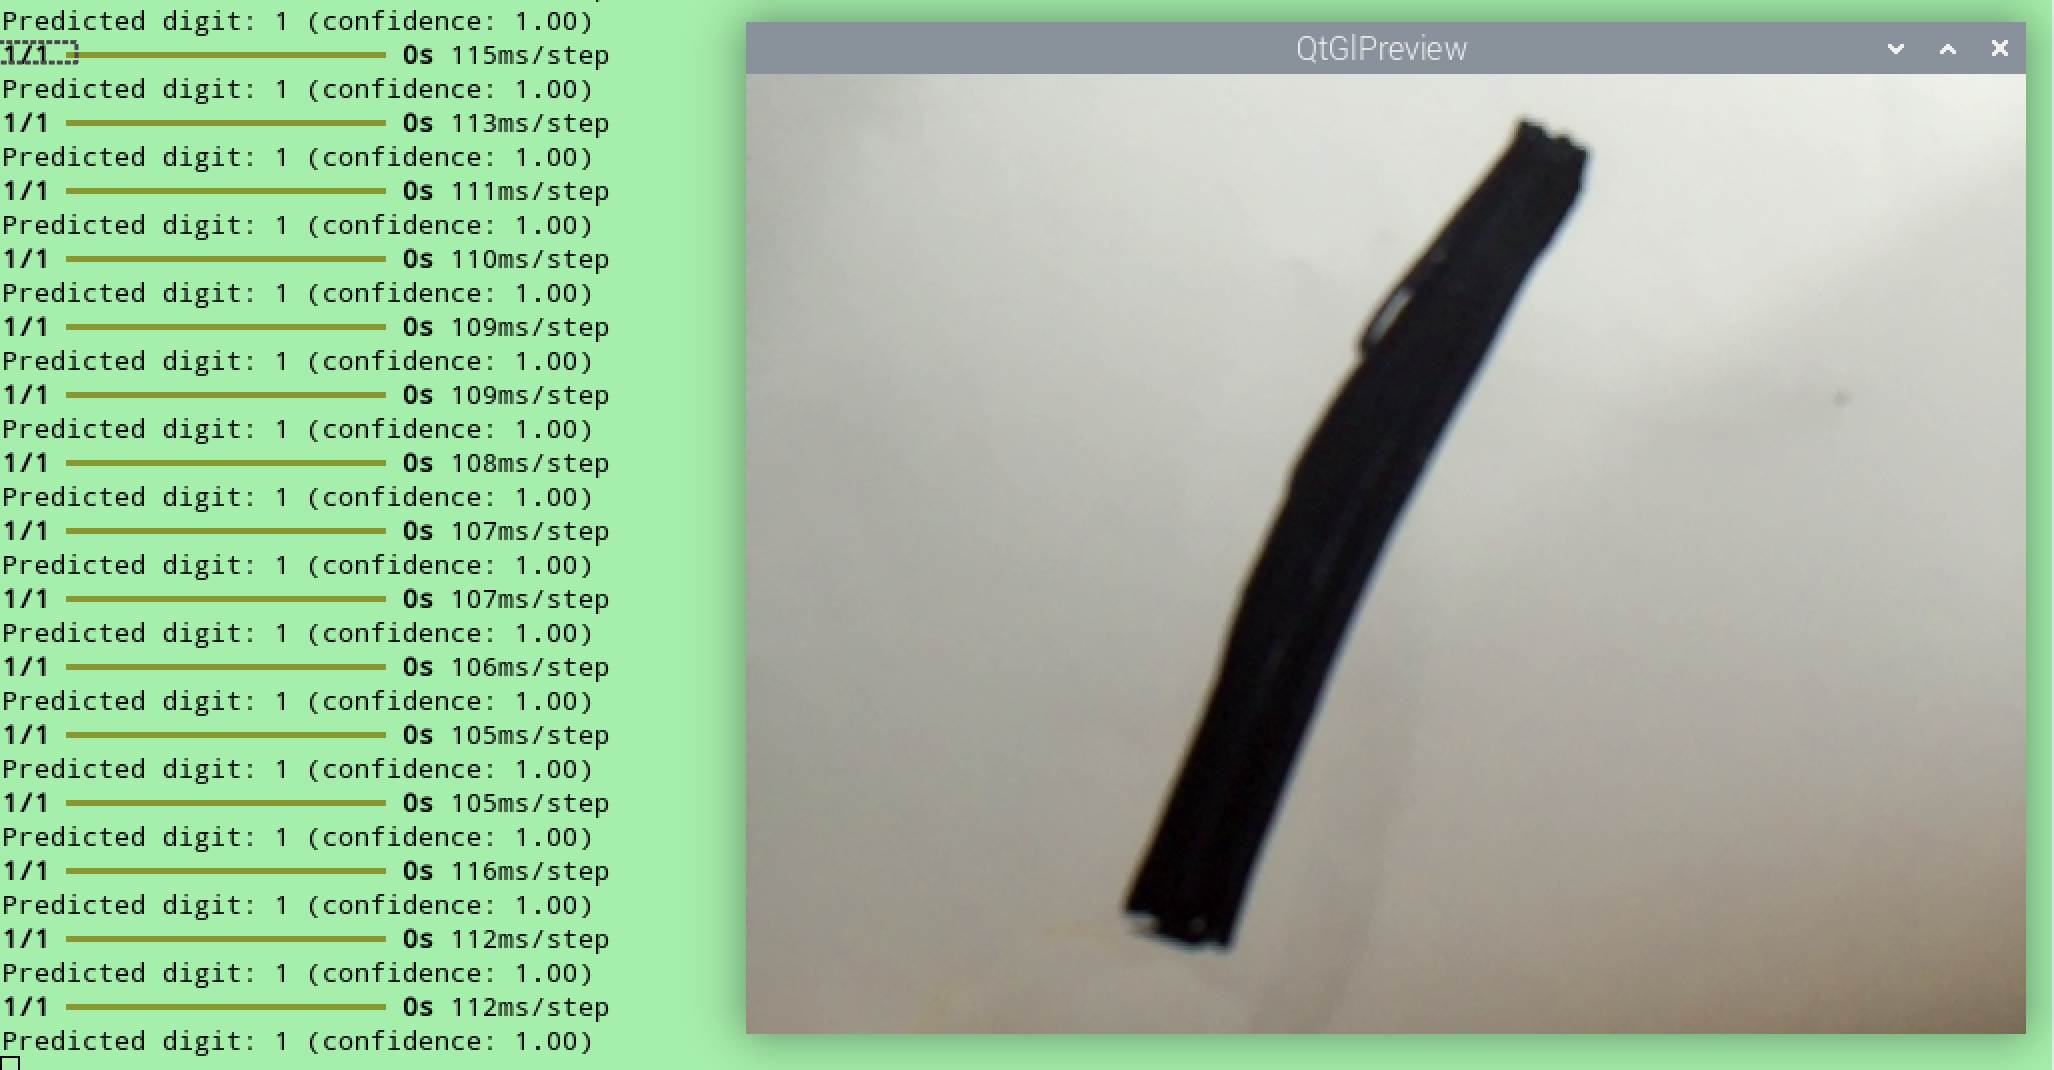 Predicted digit: 1 (confidence: 1.00)
1/1 0s 115ms/step
Predicted digit: 1 (confidence: 1.00)
1/1 0s 113ms/step
Predicted digit: 1 (confidence: 1.00)
1/1 0s 111ms/step
Predicted digit: 1 (confidence: 1.00)
1/1 0s 110ms/step
Predicted digit: 1 (confidence: 1.00)
1/1 0s 109ms/step
Predicted digit: 1 (confidence: 1.00)
1/1 0s 109ms/step
Predicted digit: 1 (confidence: 1.00)
1/1 0s 108ms/step
Predicted digit: 1 (confidence: 1.00)
1/1 0s 107ms/step
Predicted digit: 1 (confidence: 1.00)
1/1 0s 107ms/step
Predicted digit: 1 (confidence: 1.00)
1/1 0s 106ms/step
Predicted digit: 1 (confidence: 1.00)
1/1 0s 105ms/step
Predicted digit: 1 (confidence: 1.00)
1/1 0s 105ms/step
Predicted digit: 1 (confidence: 1.00)
1/1 0s 116ms/step
Predicted digit: 1 (confidence: 1.00)
1/1 0s 112ms/step
Predicted digit: 1 (confidence: 1.00)
1/1 0s 112ms/step
Predicted digit: 1 (confidence: 1.00)
QtGlPreview